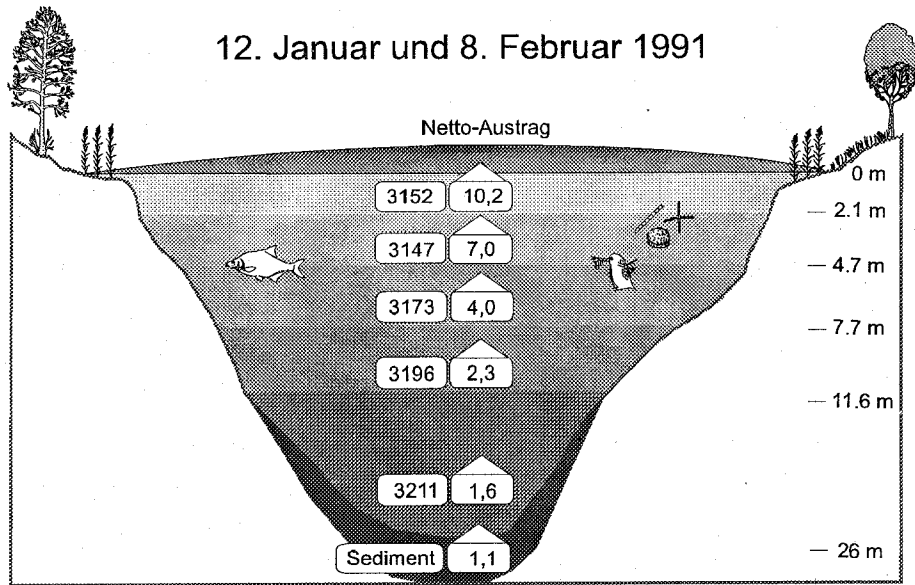 12. Januar und 8. Februar 1991
Netto-Austrag
0 m
3152 10,2
2.1 m
3147 7,0
4.7 m
3173 4,0
7.7 m
3196 2,3
11.6 m
3211 1,6
Sediment 1,1
26 m